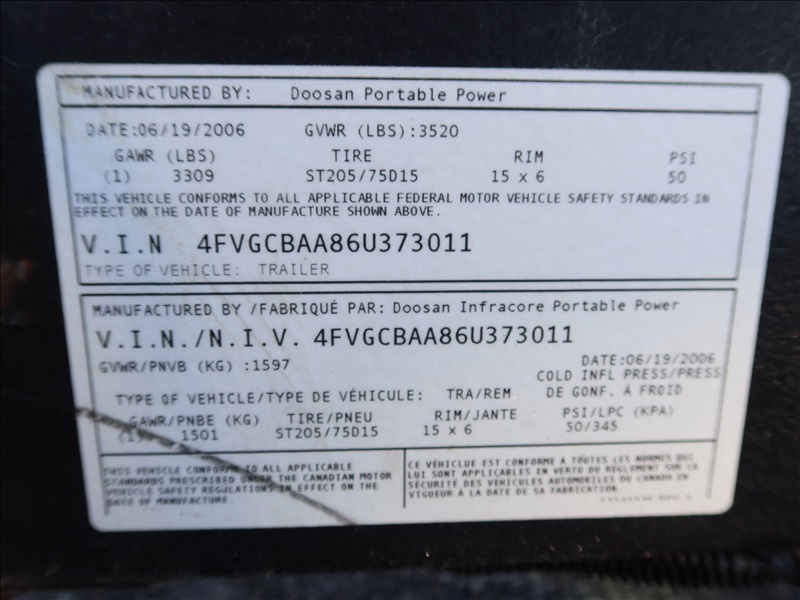 MANUFACTURED BY: Doosan Portable Power
DATE:06/19/2006 GVWR (LBS):3520
GAWR (LBS) TIRE RIM PSI
(1) 3309 ST205/75D15 15 x 6 50
THIS VEHICLE CONFORMS TO ALL APPLICABLE FEDERAL MOTOR VEHICLE SAFETY STANDARDS IN
EFFECT ON THE DATE OF MANUFACTURE SHOWN ABOVE.
V.I.N 4FVGCBAA86U373011
TYPE OF VEHICLE: TRAILER
MANUFACTURED BY /FABRIQUÉ PAR: Doosan Infracore Portable Power
V.I.N./N.I.V. 4FVGCBAA86U373011
GVWR/PNVB (KG) :1597 DATE:06/19/2006
COLD INFL PRESS/PRESS
TYPE OF VEHICLE/TYPE DE VÉHICULE: TRA/REM DE GONF. À FROID
GAWR/PNBE (KG) TIRE/PNEU RIM/JANTE PSI/LPC (KPA)
(1) 1501 ST205/75D15 15 x 6 50/345
THIS VEHICLE CONFORMS TO ALL APPLICABLE
STANDARDS PRESCRIBED UNDER THE CANADIAN MOTOR
VEHICLE SAFETY REGULATIONS IN EFFECT ON THE
DATE OF MANUFACTURE.
CE VÉHICLUE EST CONFORME À TOUTES LES NORMES QUI
LUI SONT APPLICABLES EN VERTU DU RÈGLEMENT SUR LA
SÉCURITÉ DES VÉHICULES AUTOMOBILES DU CANADA EN
VIGUEUR A LA DATE DE SA FABRICATION.